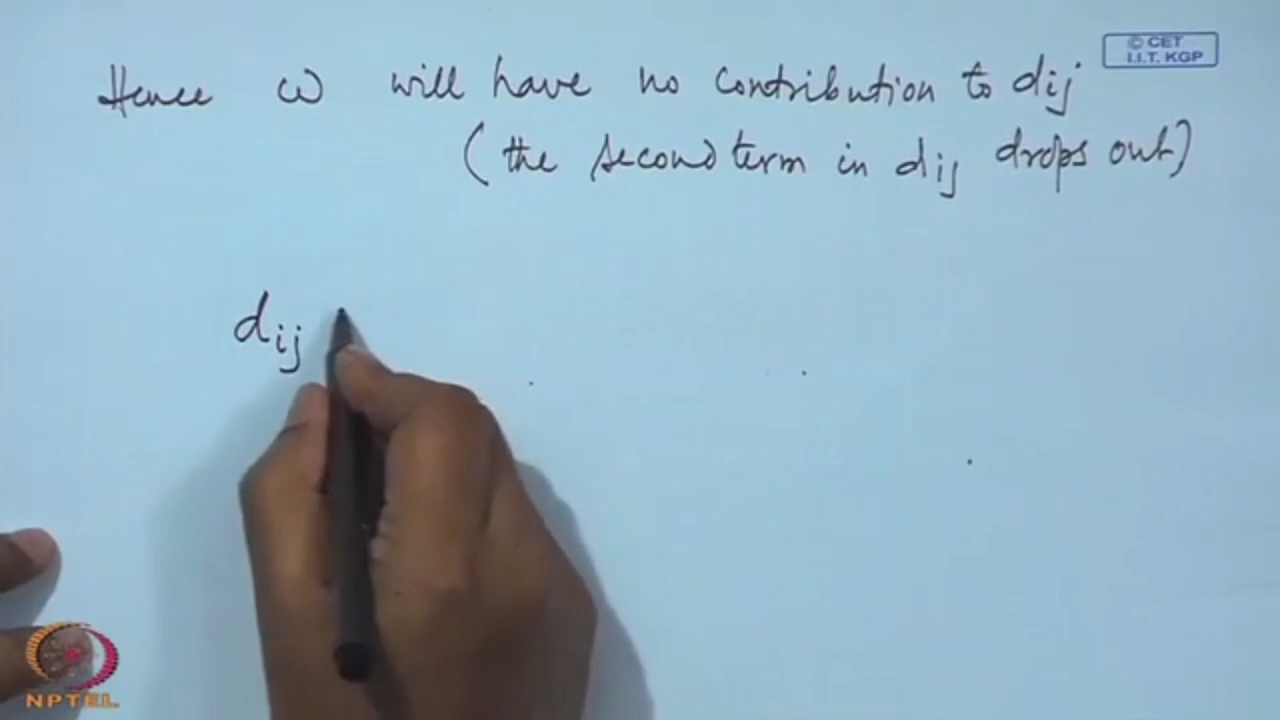 © CET
I.I.T. KGP
Hence ω will have no contribution to dij
(the second term in dij drops out)
dij
NPTEL